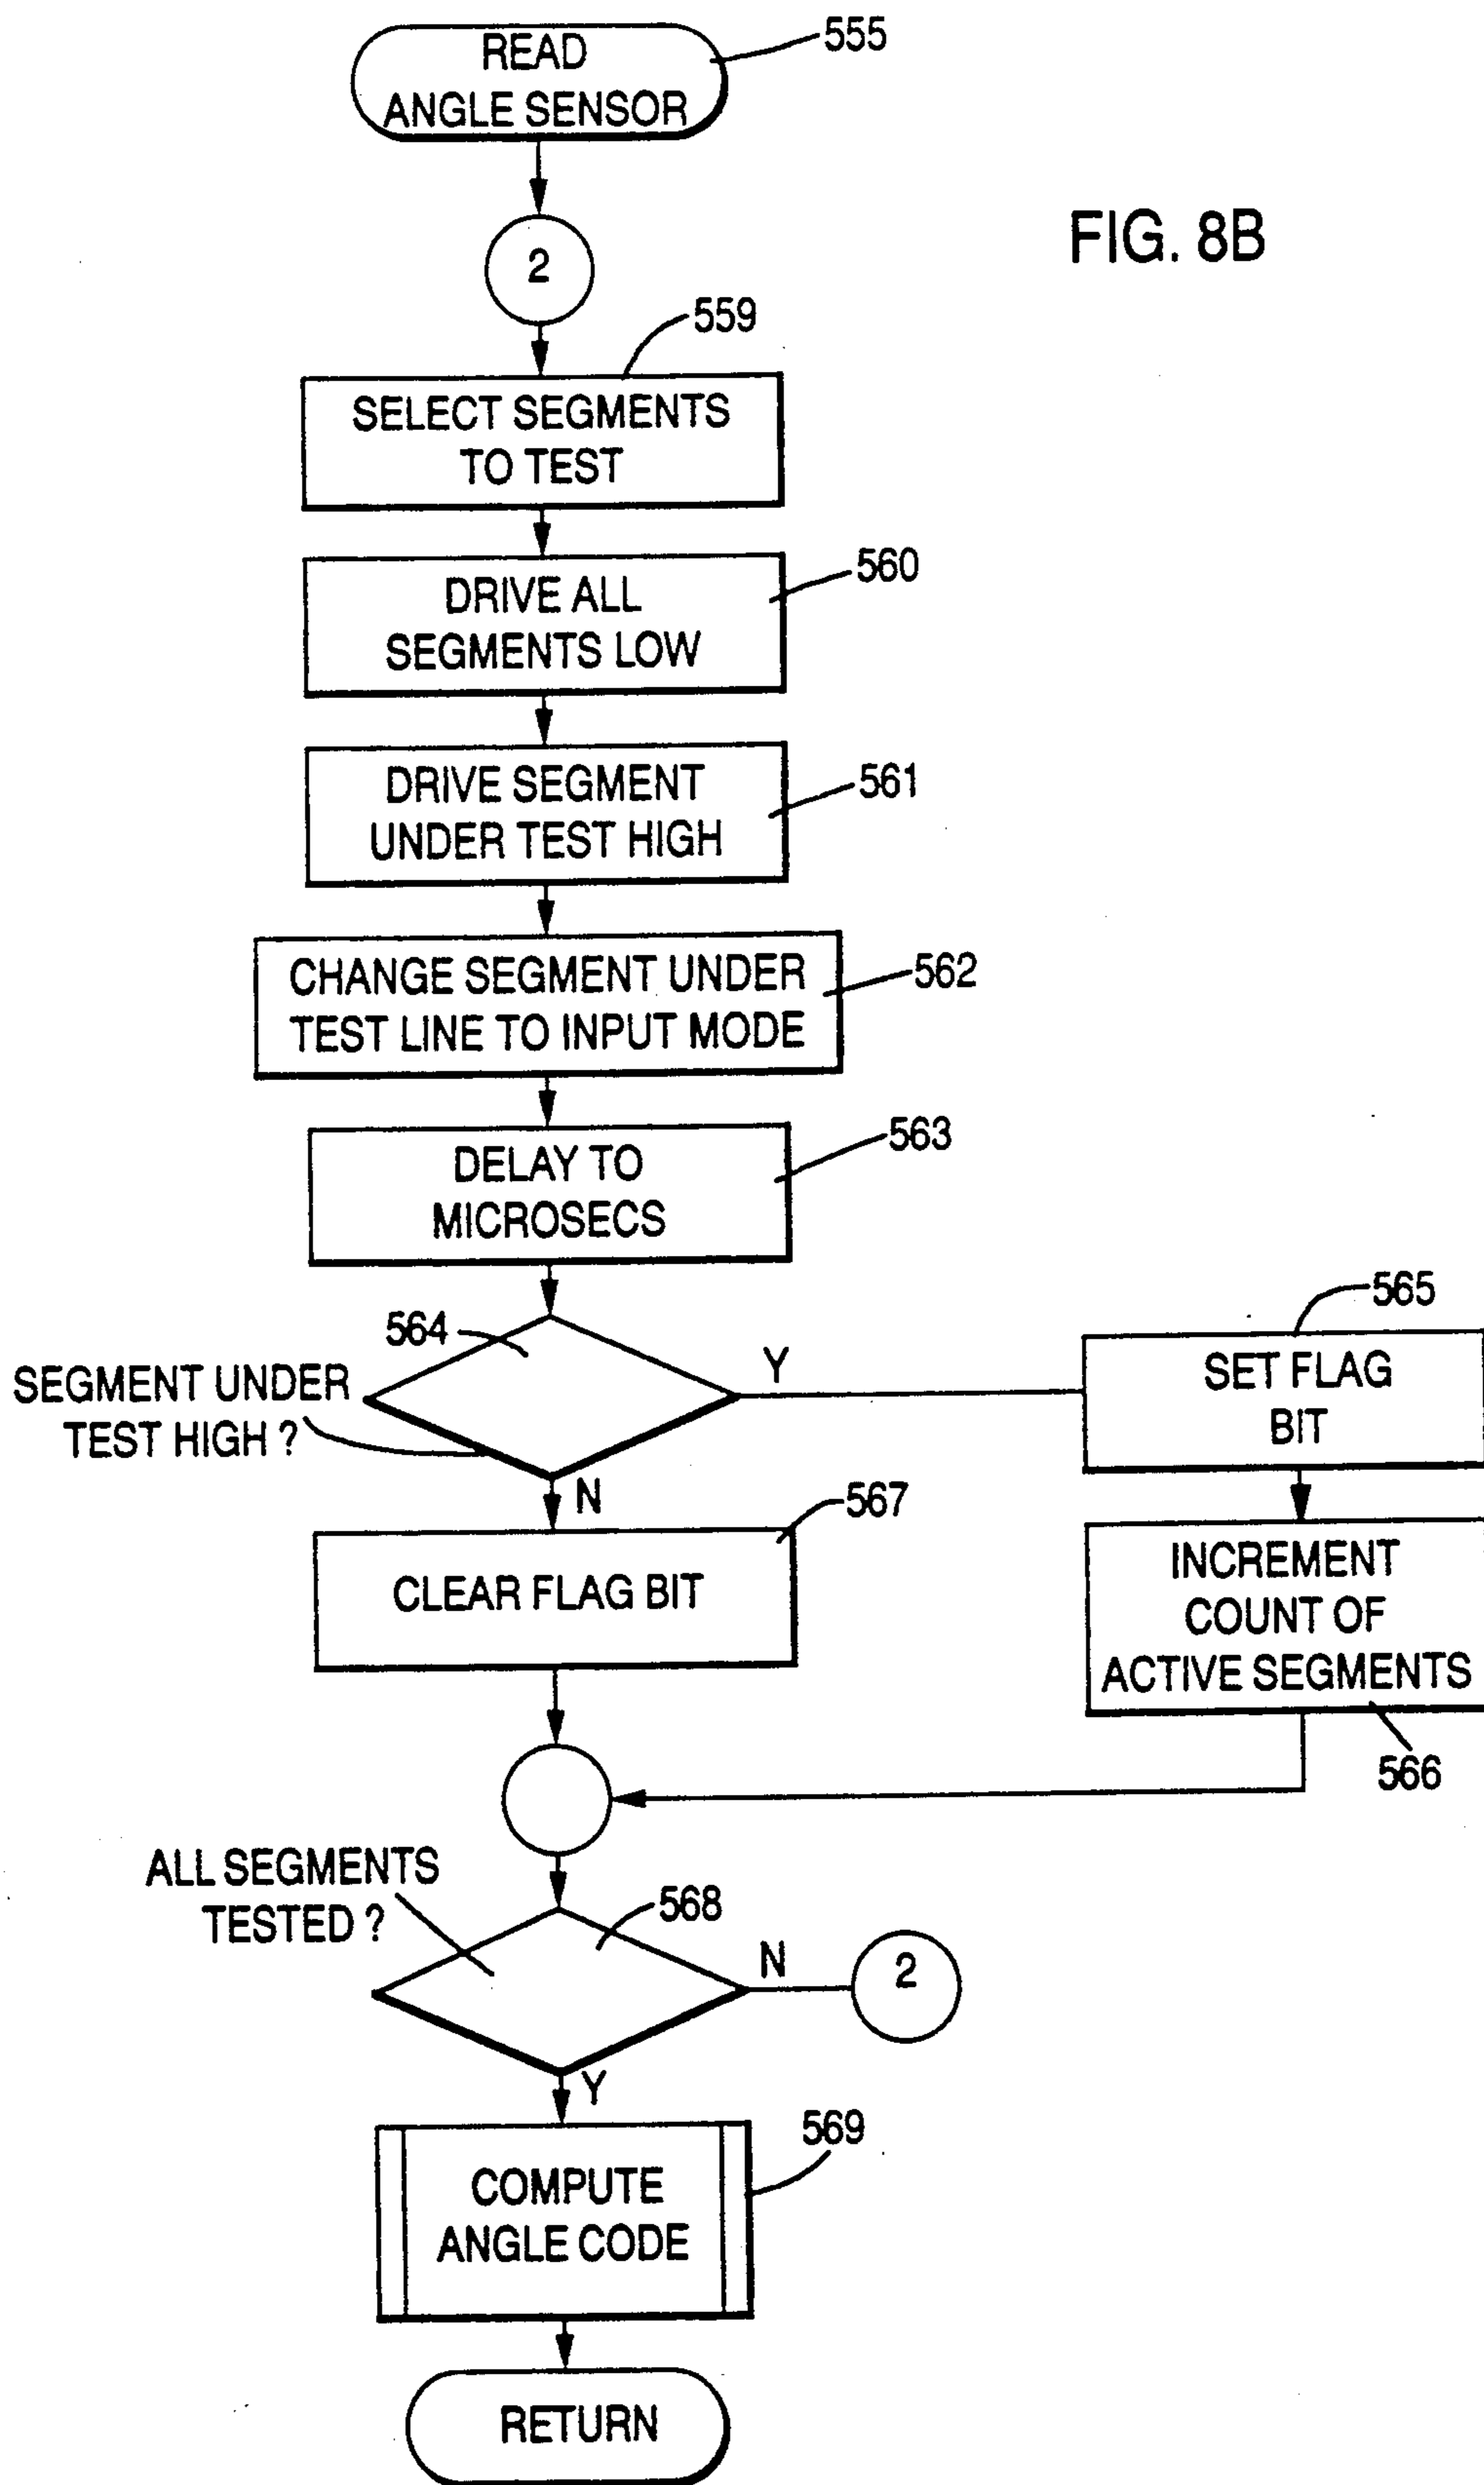 READ
ANGLE SENSOR
555
FIG. 8B
2
559
SELECT SEGMENTS
TO TEST
560
DRIVE ALL
SEGMENTS LOW
561
DRIVE SEGMENT
UNDER TEST HIGH
562
CHANGE SEGMENT UNDER
TEST LINE TO INPUT MODE
563
DELAY TO
MICROSECS
564
SEGMENT UNDER
TEST HIGH ?
Y
565
SET FLAG
BIT
N
567
CLEAR FLAG BIT
INCREMENT
COUNT OF
ACTIVE SEGMENTS
566
ALL SEGMENTS
TESTED ?
568
N
2
Y
569
COMPUTE
ANGLE CODE
RETURN